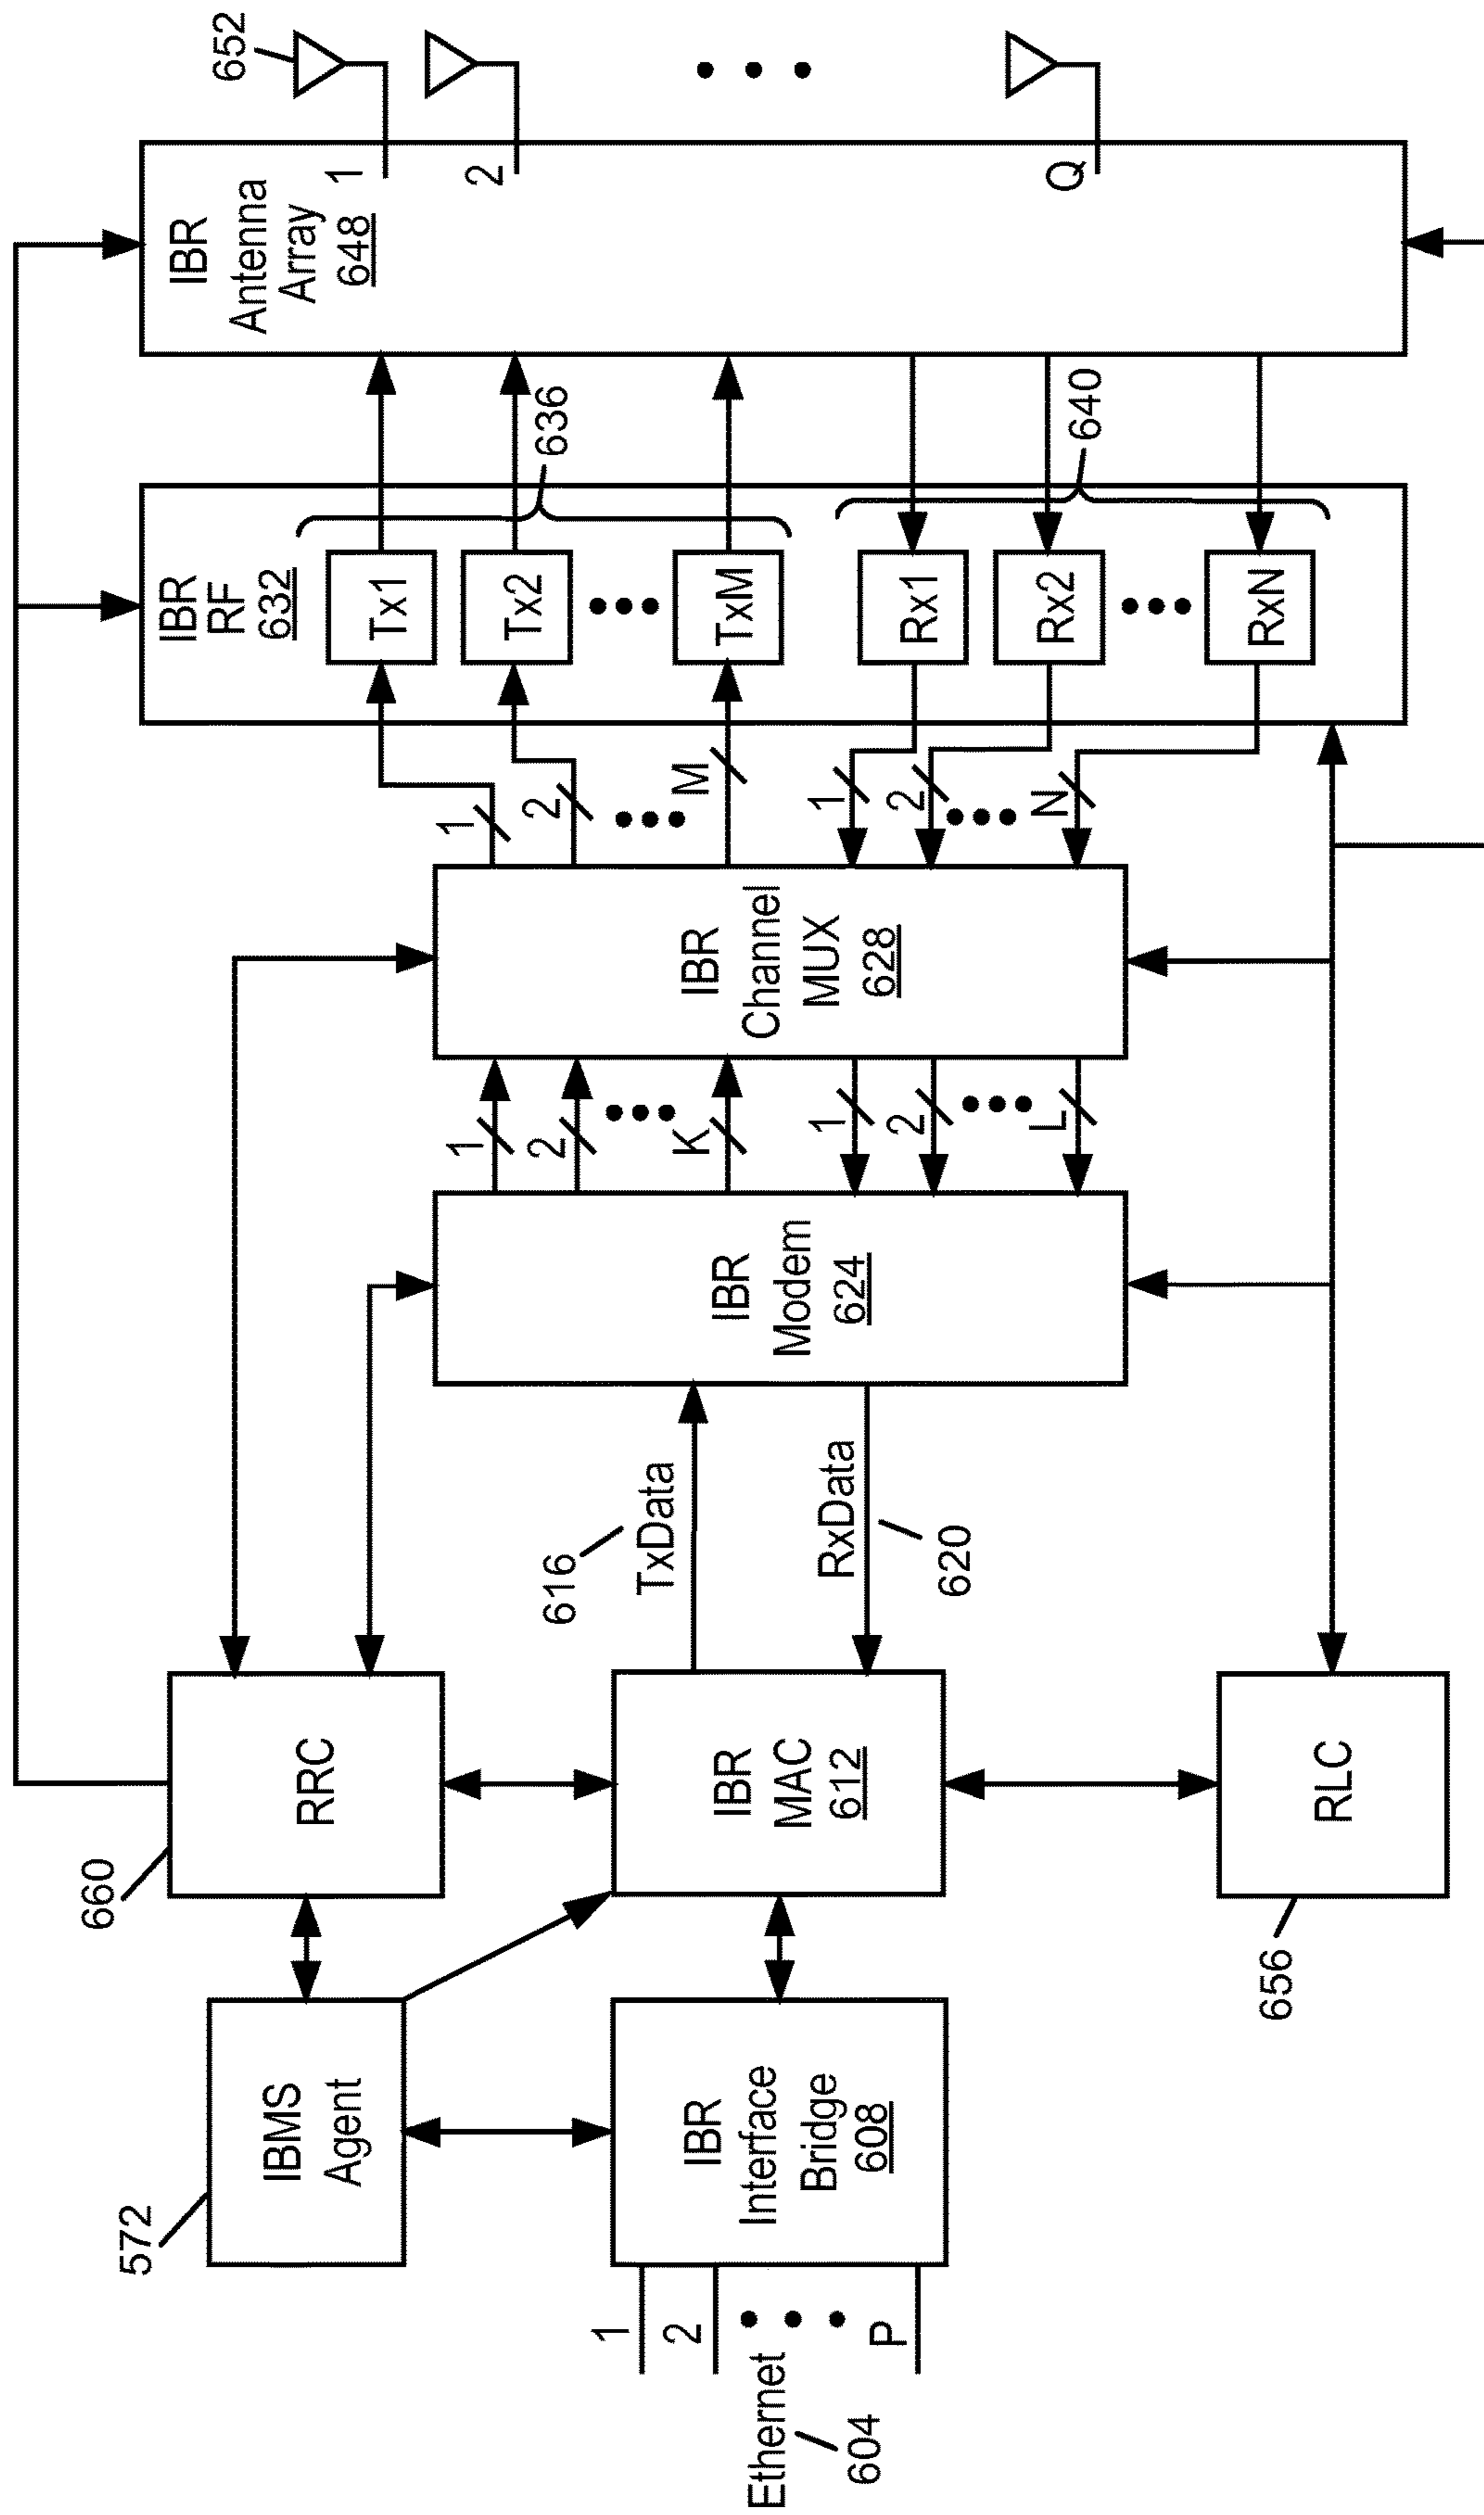 572
IBMS
Agent
Ethernet
604
1
2
P
IBR
Interface
Bridge
608
660
RRC
IBR
MAC
612
656
RLC
616
TxData
RxData
620
IBR
Modem
624
1
2
K
1
2
L
IBR
Channel
MUX
628
1
2
M
1
2
N
IBR
RF
632
Tx1
Tx2
TxM
Rx1
Rx2
RxN
636
640
IBR
Antenna
Array
648
1
2
Q
652